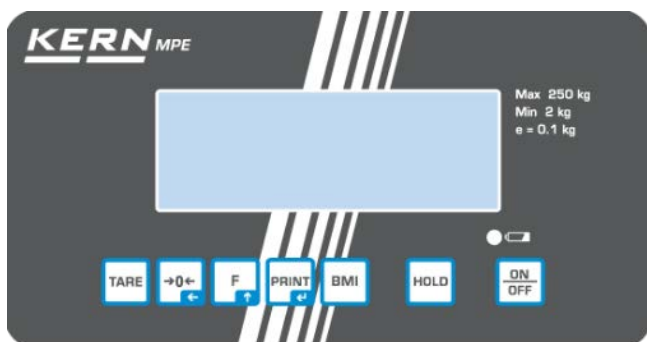 KERN MPE
Max 250 kg
Min 2 kg
e = 0.1 kg
TARE →0← F PRINT BMI HOLD ON
OFF